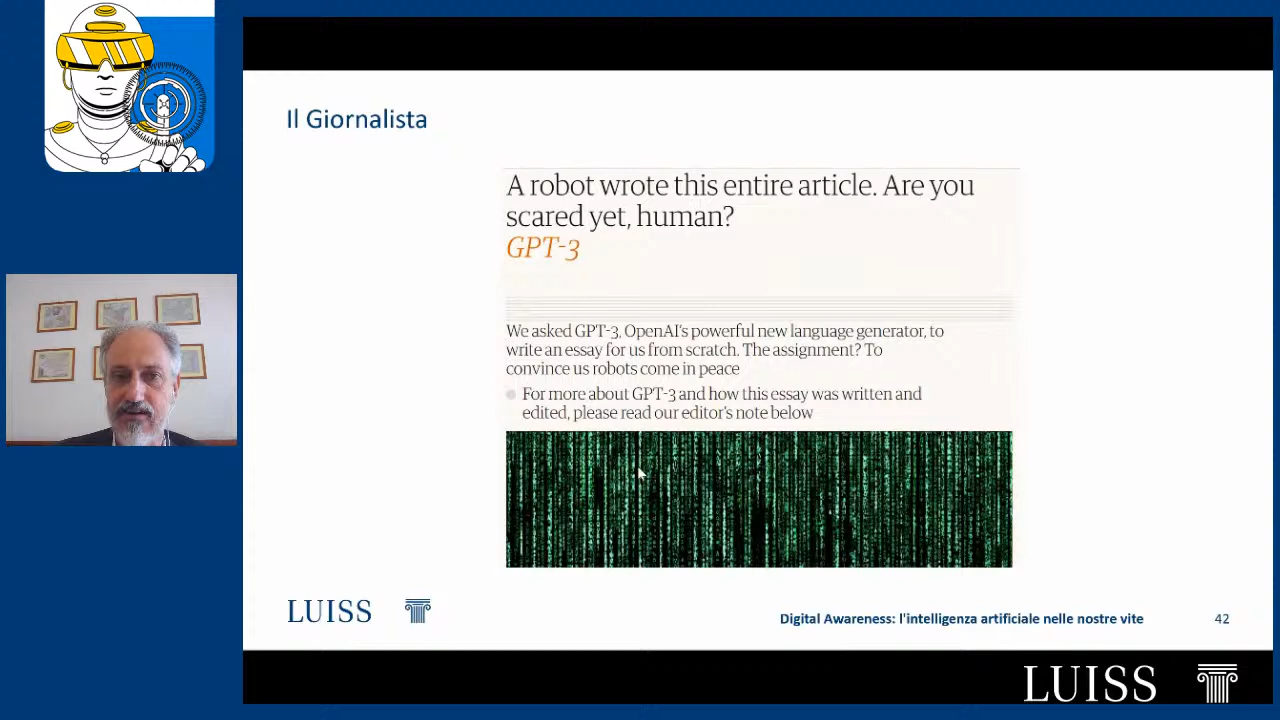 Il Giornalista
A robot wrote this entire article. Are you
scared yet, human?
GPT-3
We asked GPT-3, OpenAI’s powerful new language generator, to
write an essay for us from scratch. The assignment? To
convince us robots come in peace
For more about GPT-3 and how this essay was written and
edited, please read our editor’s note below
LUISS
Digital Awareness: l'intelligenza artificiale nelle nostre vite
42
LUISS